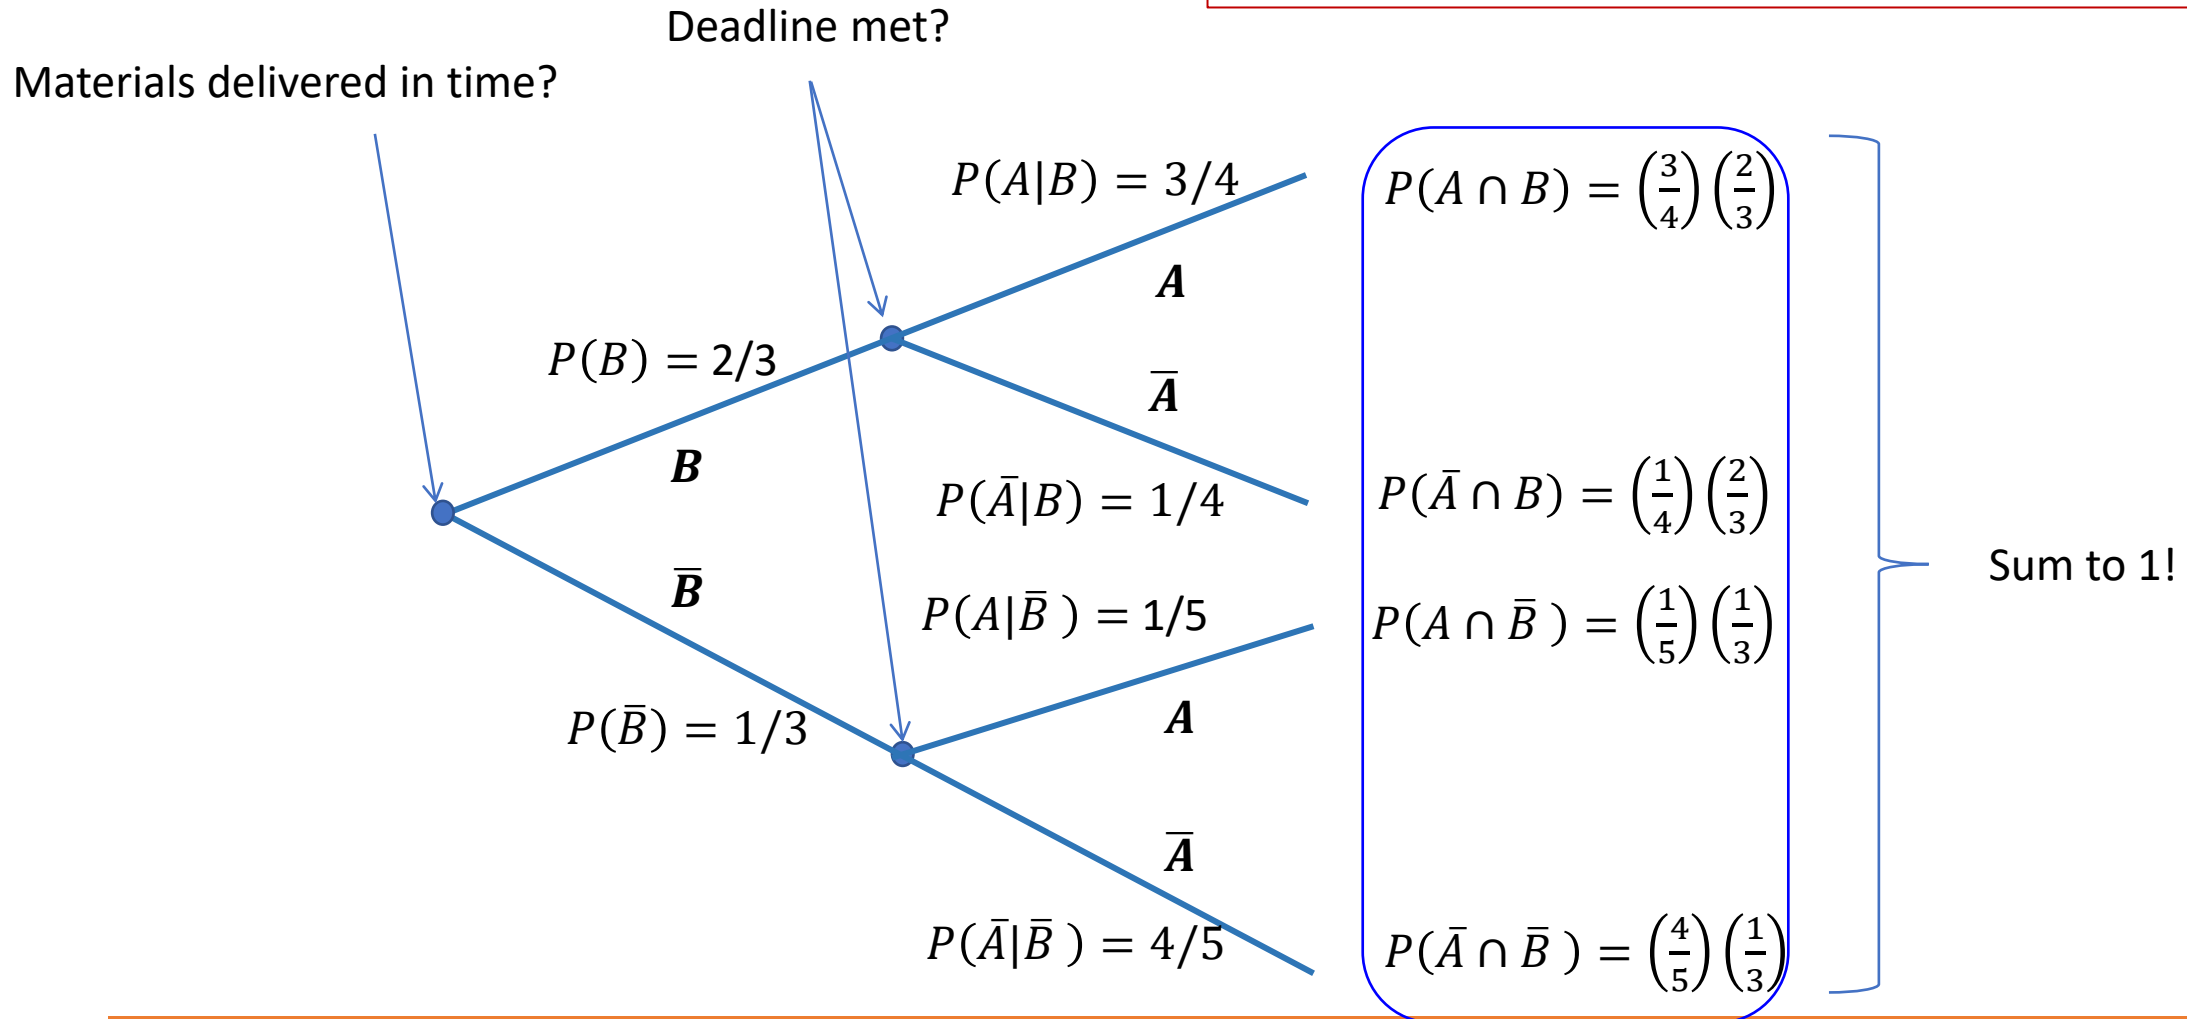 Deadline met?
Materials delivered in time?
P(A|B) = 3/4
P(A ∩ B) = (3/4)(2/3)
A
P(B) = 2/3
A̅
B
P(A̅|B) = 1/4
P(A̅ ∩ B) = (1/4)(2/3)
Sum to 1!
B̅
P(A|B̅ ) = 1/5
P(A ∩ B̅ ) = (1/5)(1/3)
A
P(B̅) = 1/3
A̅
P(A̅|B̅ ) = 4/5
P(A̅ ∩ B̅ ) = (4/5)(1/3)